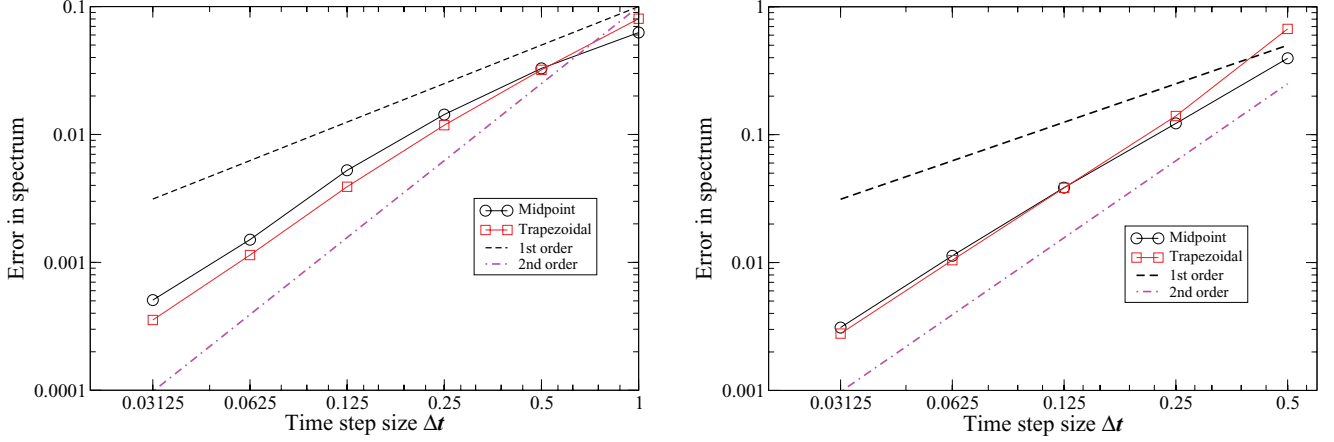 0.1
0.01
0.001
0.0001
Error in spectrum
Midpoint
Trapezoidal
1st order
2nd order
0.03125 0.0625 0.125 0.25 0.5 1
Time step size Δt
1
0.1
0.01
0.001
Error in spectrum
Midpoint
Trapezoidal
1st order
2nd order
0.03125 0.0625 0.125 0.25 0.5
Time step size Δt